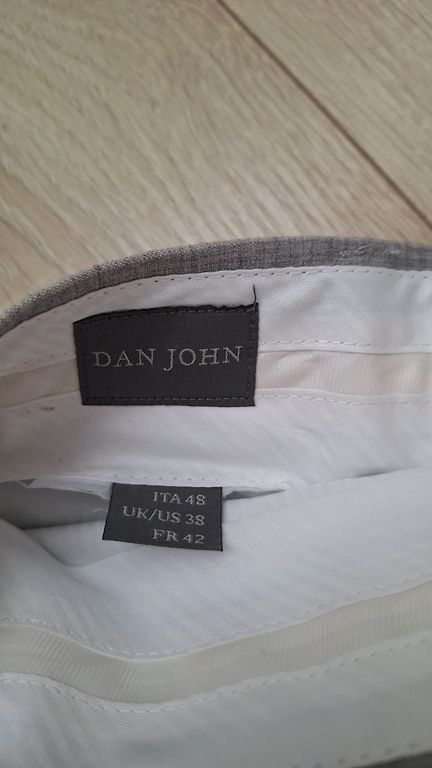 DAN JOHN
ITA 48
UK/US 38
FR 42